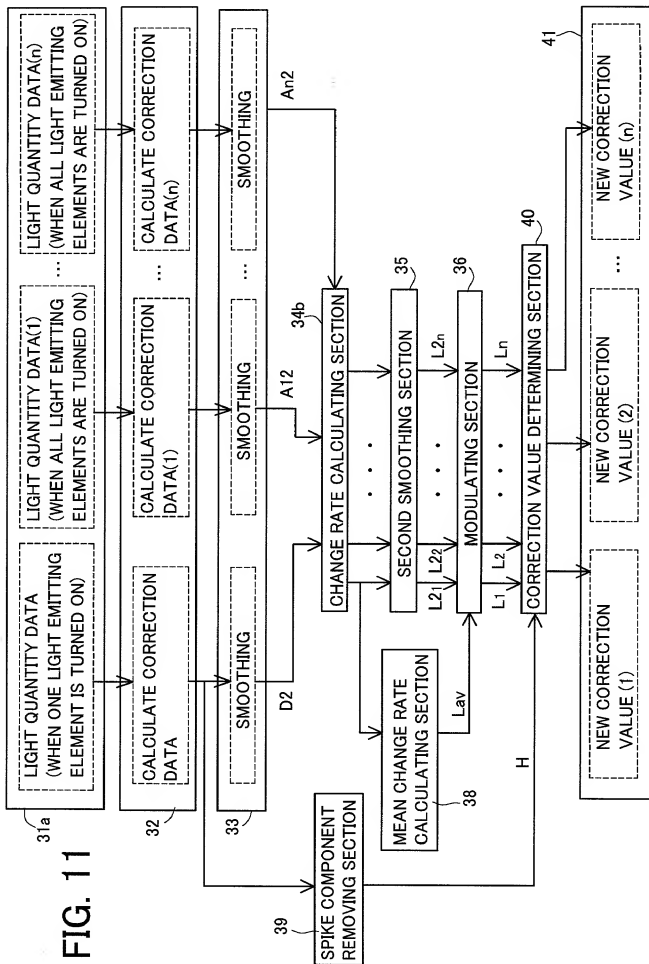 FIG. 11
31a
LIGHT QUANTITY DATA
(WHEN ONE LIGHT EMITTING
ELEMENT IS TURNED ON)
LIGHT QUANTITY DATA(1)
(WHEN ALL LIGHT EMITTING
ELEMENTS ARE TURNED ON)
...
LIGHT QUANTITY DATA(n)
(WHEN ALL LIGHT EMITTING
ELEMENTS ARE TURNED ON)
32
CALCULATE CORRECTION
DATA
CALCULATE CORRECTION
DATA(1)
...
CALCULATE CORRECTION
DATA(n)
33
SMOOTHING
SMOOTHING
...
SMOOTHING
D2
A12
An2
34b
CHANGE RATE CALCULATING SECTION
....
35
SECOND SMOOTHING SECTION
L21
L22
....
L2n
36
MODULATING SECTION
38
MEAN CHANGE RATE
CALCULATING SECTION
Lav
L1
L2
....
Ln
39
SPIKE COMPONENT
REMOVING SECTION
H
40
CORRECTION VALUE DETERMINING SECTION
41
NEW CORRECTION
VALUE (1)
NEW CORRECTION
VALUE (2)
...
NEW CORRECTION
VALUE (n)